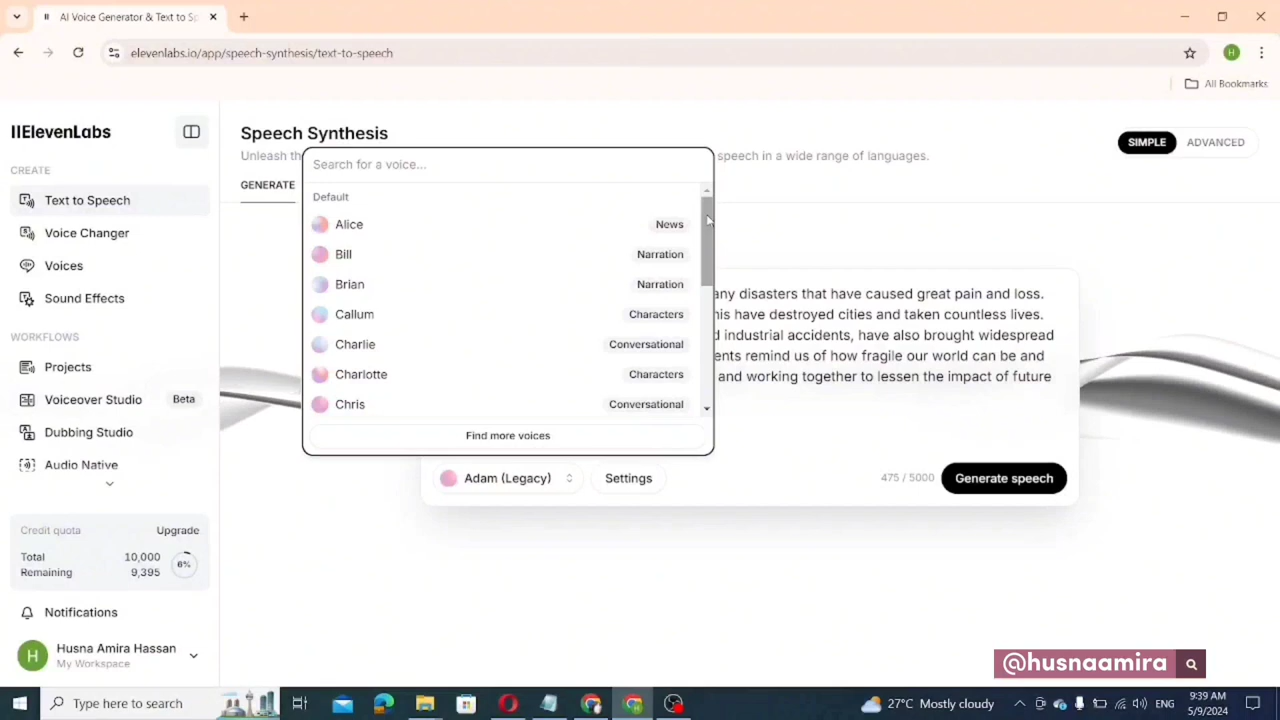 AI Voice Generator & Text to Sp
elevenlabs.io/app/speech-synthesis/text-to-speech
H
All Bookmarks
IIElevenLabs
CREATE
Text to Speech
Voice Changer
Voices
Sound Effects
WORKFLOWS
Projects
Voiceover Studio Beta
Dubbing Studio
Audio Native
Credit quota Upgrade
Total 10,000
Remaining 9,395
6%
Notifications
H
Husna Amira Hassan
My Workspace
Speech Synthesis
Unleash th
speech in a wide range of languages.
SIMPLE ADVANCED
GENERATE
Search for a voice...
Default
Alice News
Bill Narration
Brian Narration
Callum Characters
Charlie Conversational
Charlotte Characters
Chris Conversational
Find more voices
any disasters that have caused great pain and loss.
his have destroyed cities and taken countless lives.
d industrial accidents, have also brought widespread
ents remind us of how fragile our world can be and
and working together to lessen the impact of future
Adam (Legacy) Settings 475 / 5000 Generate speech
@husnaamira
Type here to search
27°C Mostly cloudy
ENG
9:39 AM
5/9/2024